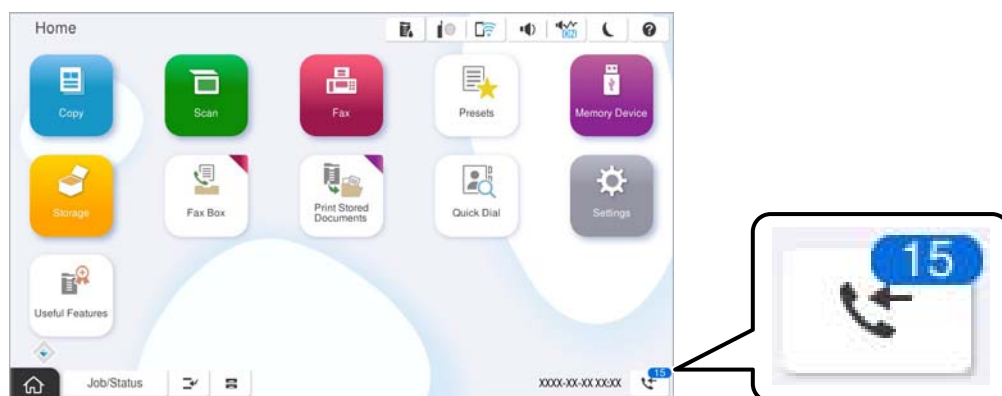 Home
ON
Copy
Scan
Fax
Presets
Memory Device
Storage
Fax Box
Print Stored
Documents
Quick Dial
Settings
Useful Features
Job/Status
XXXX-XX-XX XX:XX
15
15